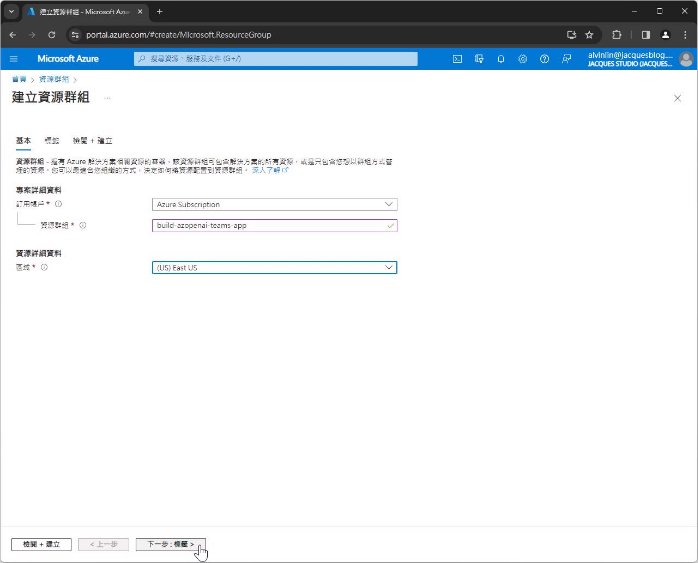 建立資源群組 - Microsoft Az
portal.azure.com/#create/Microsoft.ResourceGroup
Microsoft Azure
搜尋資源、服務及文件 (G+/)
alvinlin@jacquesblog....
JACQUES STUDIO (JACQUES...
首頁 > 資源群組 >
建立資源群組
...
基本 標籤 檢閱 + 建立
資源群組 - 還有 Azure 解決方案相關資源的容器。該資源群組可包含解決方案的所有資源，或是只包含您想以群組方式管
理的資源。您可以最適合您組織的方式，決定如何將資源配置到資源群組。 深入了解
專案詳細資料
訂用帳戶 *
Azure Subscription
資源群組 *
build-azopenai-teams-app
資源詳細資料
區域 *
(US) East US
檢閱 + 建立
< 上一步
下一步 : 標籤 >